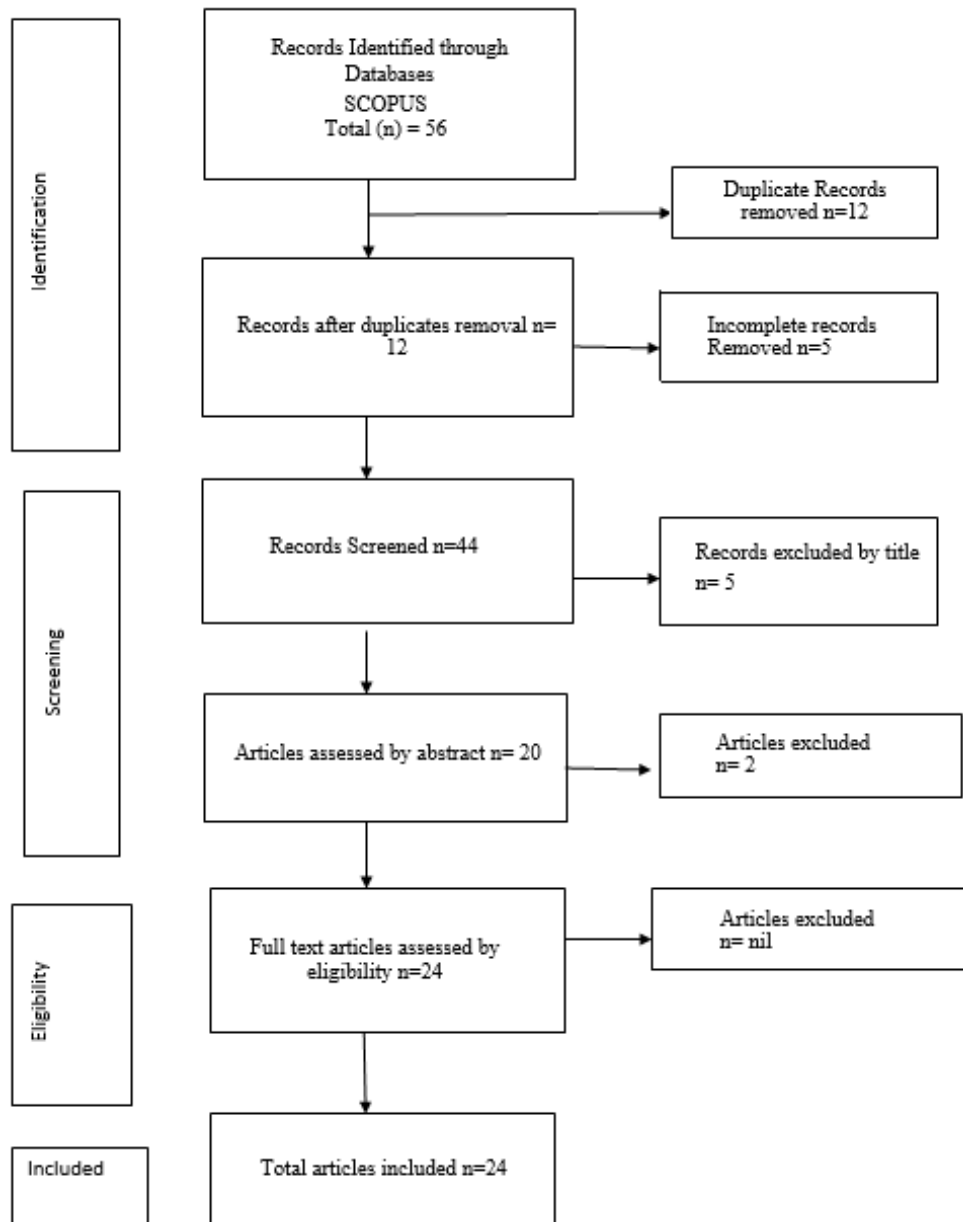 Identification
Records Identified through
Databases
SCOPUS
Total (n) = 56
Duplicate Records
removed n=12
Records after duplicates removal n=
12
Incomplete records
Removed n=5
Screening
Records Screened n=44
Records excluded by title
n= 5
Articles assessed by abstract n= 20
Articles excluded
n= 2
Eligibility
Full text articles assessed by
eligibility n=24
Articles excluded
n= nil
Included
Total articles included n=24